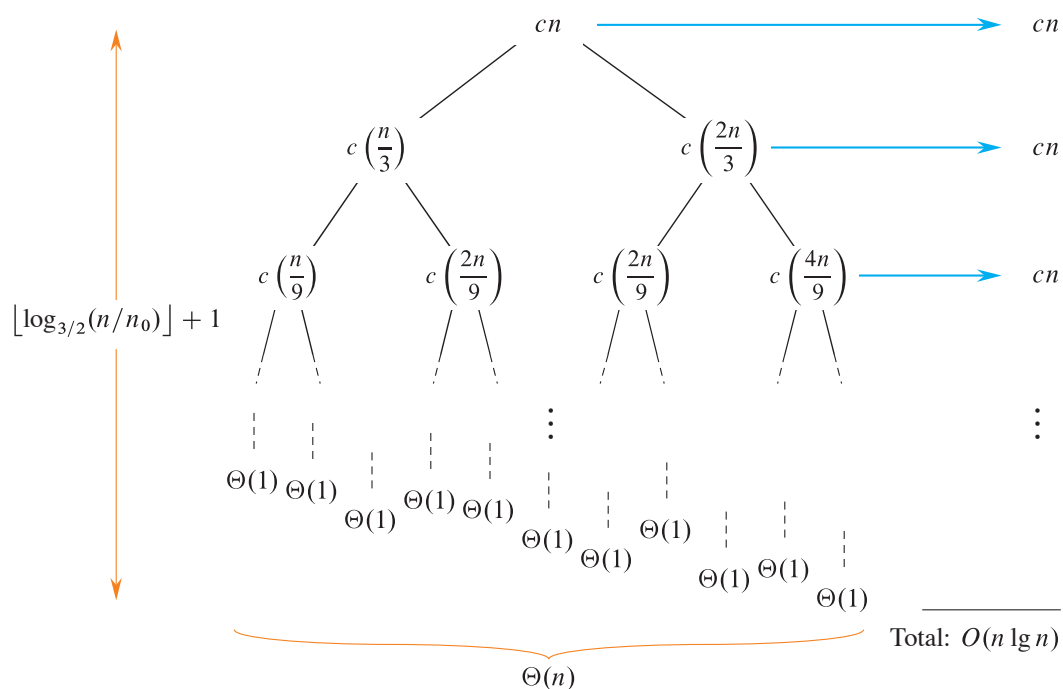 cn cn
c(n/3) c(2n/3) cn
c(n/9) c(2n/9) c(2n/9) c(4n/9) cn
⌊log_{3/2}(n/n_0)⌋ + 1
⋮ ⋮
Θ(1) Θ(1) Θ(1) Θ(1) Θ(1) Θ(1) Θ(1) Θ(1) Θ(1) Θ(1) Θ(1)
Total: O(n lg n)
Θ(n)